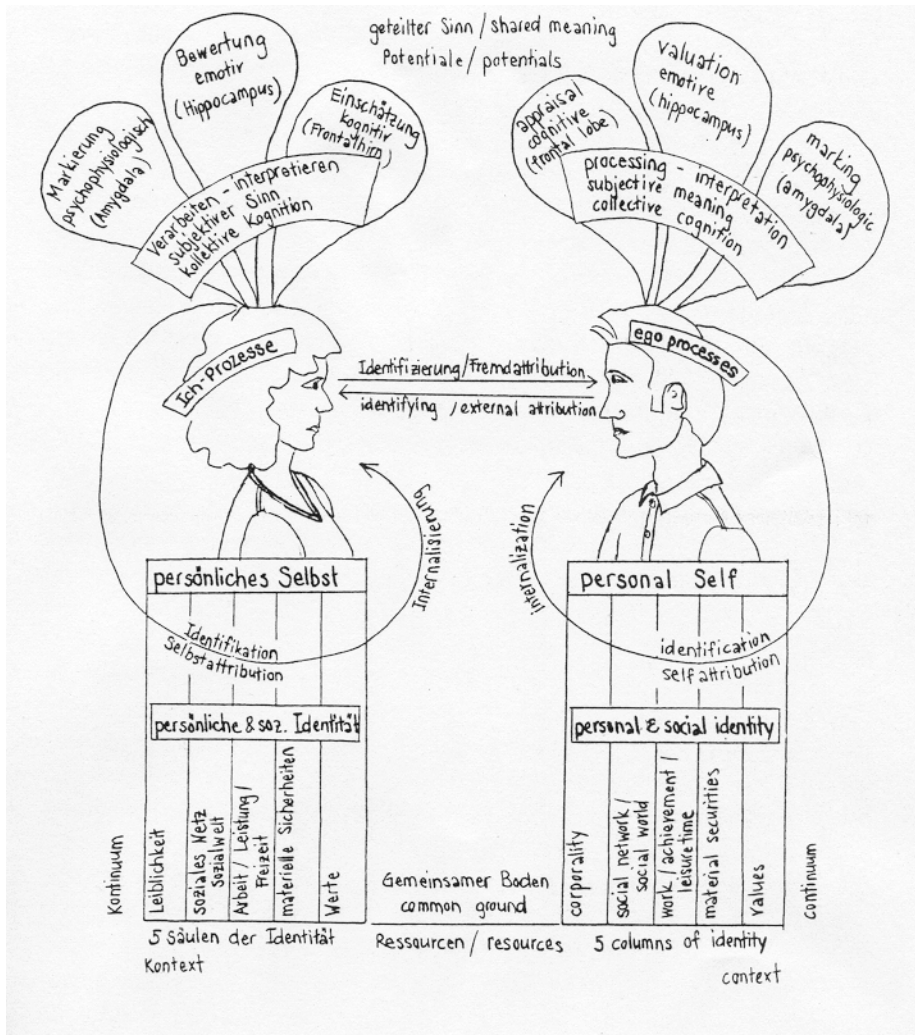 geteilter Sinn / shared meaning
Potentiale / potentials
Markierung
psychophysiologisch
(Amygdala)
Bewertung
emotiv
(Hippocampus)
Einschätzung
kognitiv
(Frontalhirn)
Verarbeiten - interpretieren
subjektiver Sinn
kollektive Kognition
appraisal
cognitive
(frontal lobe)
valuation
emotive
(hippocampus)
marking
psychophysiologic
(amygdala)
processing - interpretation
subjective meaning
collective cognition
Ich-Prozesse
ego processes
Identifizierung/Fremdattribution
identifying / external attribution
Internalisierung
internalization
persönliches Selbst
personal Self
Identifikation
Selbstattribution
identification
self attribution
persönliche & soz. Identität
personal & social identity
Kontinuum
Leiblichkeit
soziales Netz
Sozialwelt
Arbeit / Leistung /
Freizeit
materielle Sicherheiten
Werte
Gemeinsamer Boden
common ground
corporality
social network /
social world
work / achievement /
leisure time
material securities
values
continuum
5 Säulen der Identität
Ressourcen / resources
5 columns of identity
Kontext
context